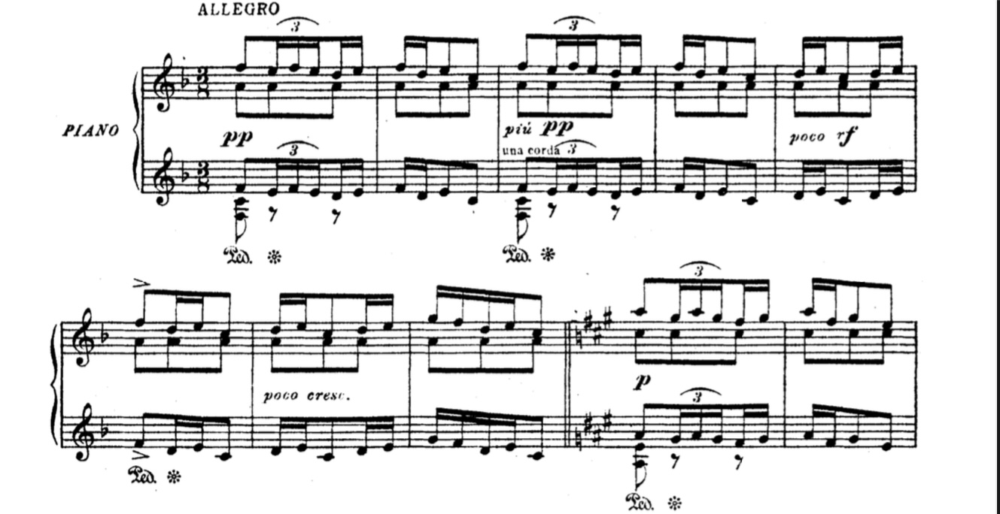 ALLEGRO
3 3
PIANO
pp più pp poco rf
3 una corda 3
Ped. Ped.
3
poco cresc. p
3
Ped. Ped.